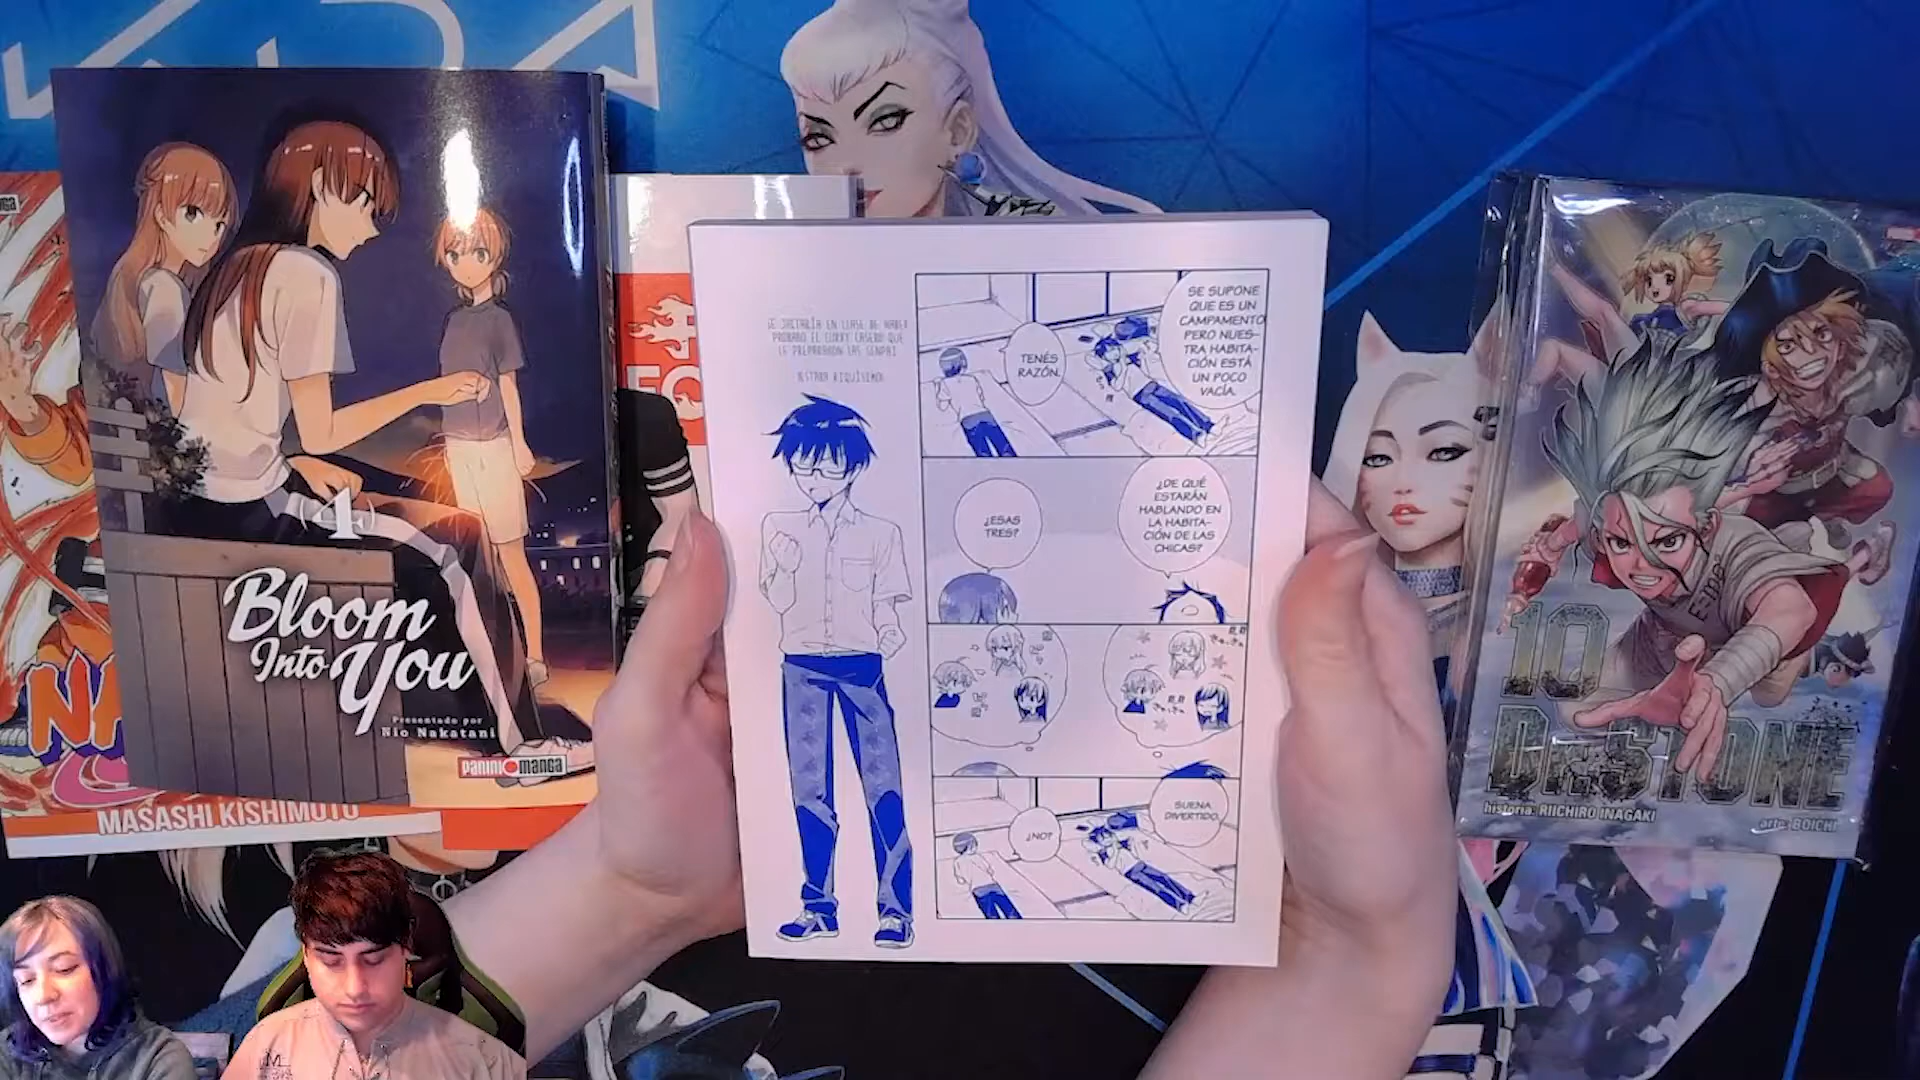 4
Bloom
Into You
Presentado por
Nio Nakatani
PANINI MANGA
MASASHI KISHIMOTO
SE SUPONE
QUE ES UN
CAMPAMENTO
PERO NUES-
TRA HABITA-
CIÓN ESTÁ
UN POCO
VACÍA.
TENÉS
RAZÓN.
¿DE QUÉ
ESTARÁN
HABLANDO EN
LA HABITA-
CIÓN DE LAS
CHICAS?
¿ESAS
TRES?
SUENA
DIVERTIDO.
¿NO?
10
Dr.STONE
historia: RIICHIRO INAGAKI
arte: BOICHI